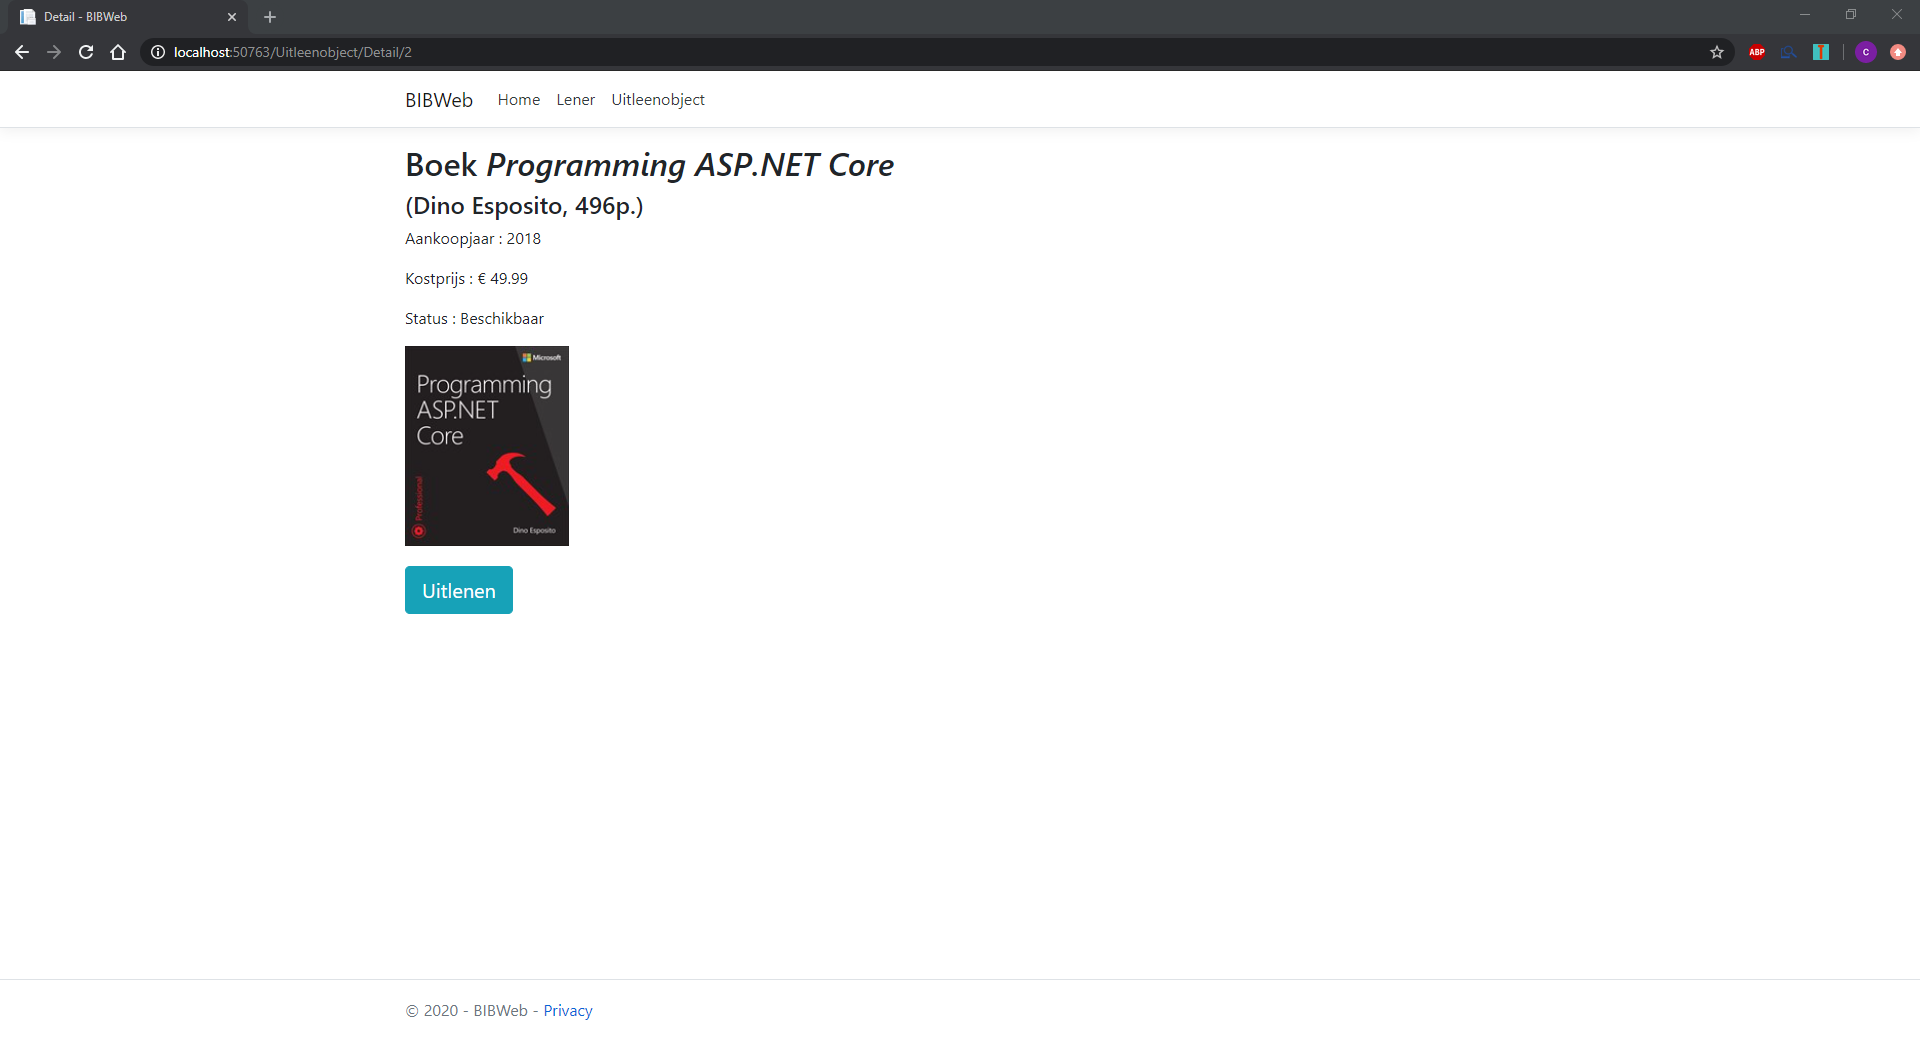 Detail - BIBWeb
localhost:50763/Uitleenobject/Detail/2
ABP
C
BIBWeb Home Lener Uitleenobject
Boek Programming ASP.NET Core
(Dino Esposito, 496p.)
Aankoopjaar : 2018
Kostprijs : € 49.99
Status : Beschikbaar
Microsoft
Programming
ASP.NET
Core
Professional
Dino Esposito
Uitlenen
© 2020 - BIBWeb - Privacy